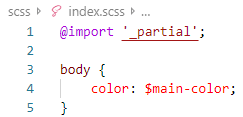 scss > index.scss > ...
1 @import '_partial';
2
3 body {
4 color: $main-color;
5 }